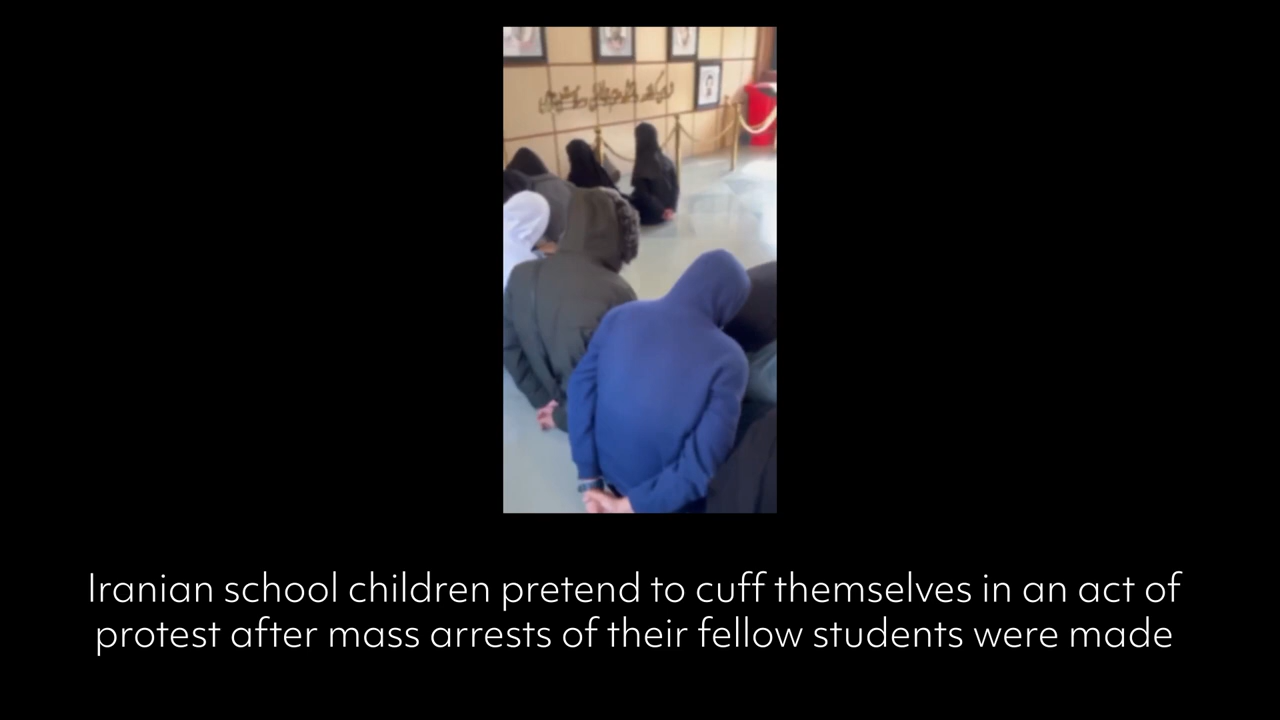 Iranian school children pretend to cuff themselves in an act of
protest after mass arrests of their fellow students were made